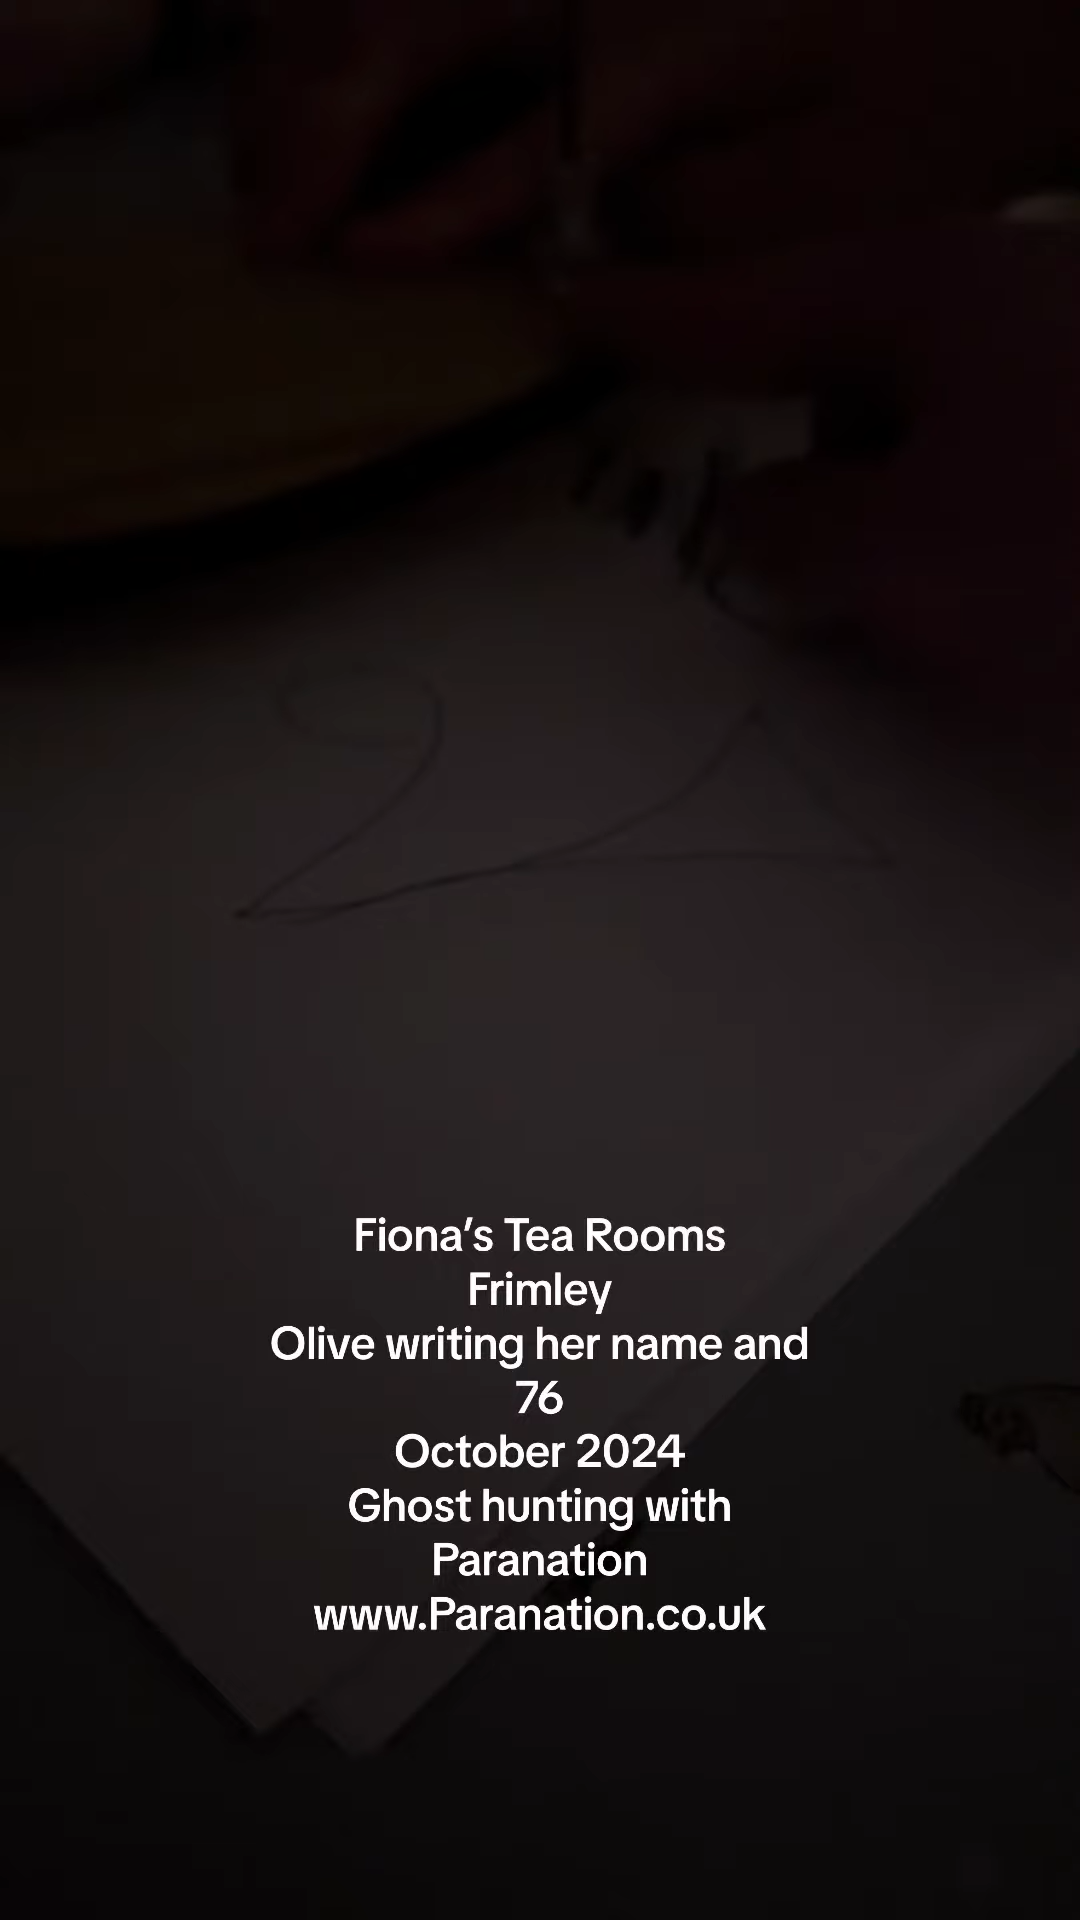 Fiona’s Tea Rooms
Frimley
Olive writing her name and
76
October 2024
Ghost hunting with
Paranation
www.Paranation.co.uk